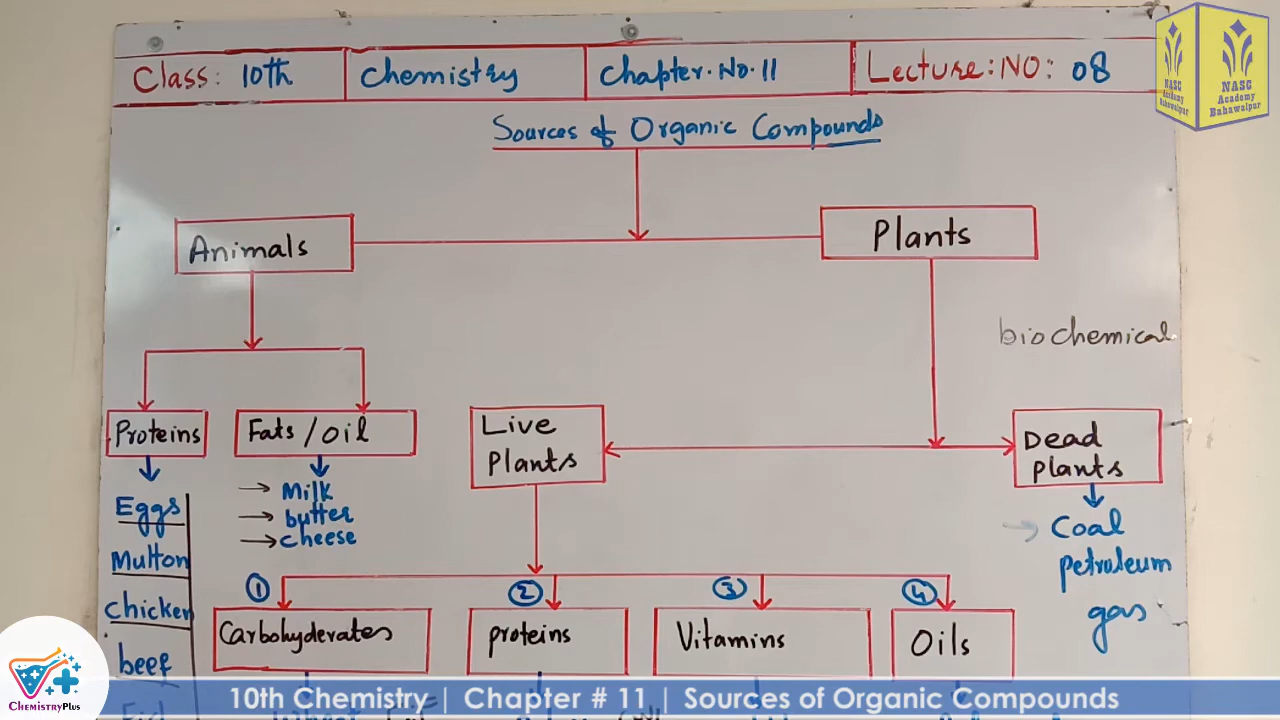 Class: 10th
Chemistry
Chapter.No.11
Lecture:NO: 08
NASC
Academy
Bahawalpur
NASC
Academy
Bahawalpur
Sources of Organic Compounds
Animals
Plants
biochemical
Proteins
Fats/oil
Live
Plants
Dead
plants
Eggs
Mutton
chicken
beef
Milk
butter
cheese
Coal
petroleum
gas
1
2
3
4
Carbohyderates
proteins
Vitamins
Oils
ChemistryPlus
10th Chemistry | Chapter # 11 | Sources of Organic Compounds